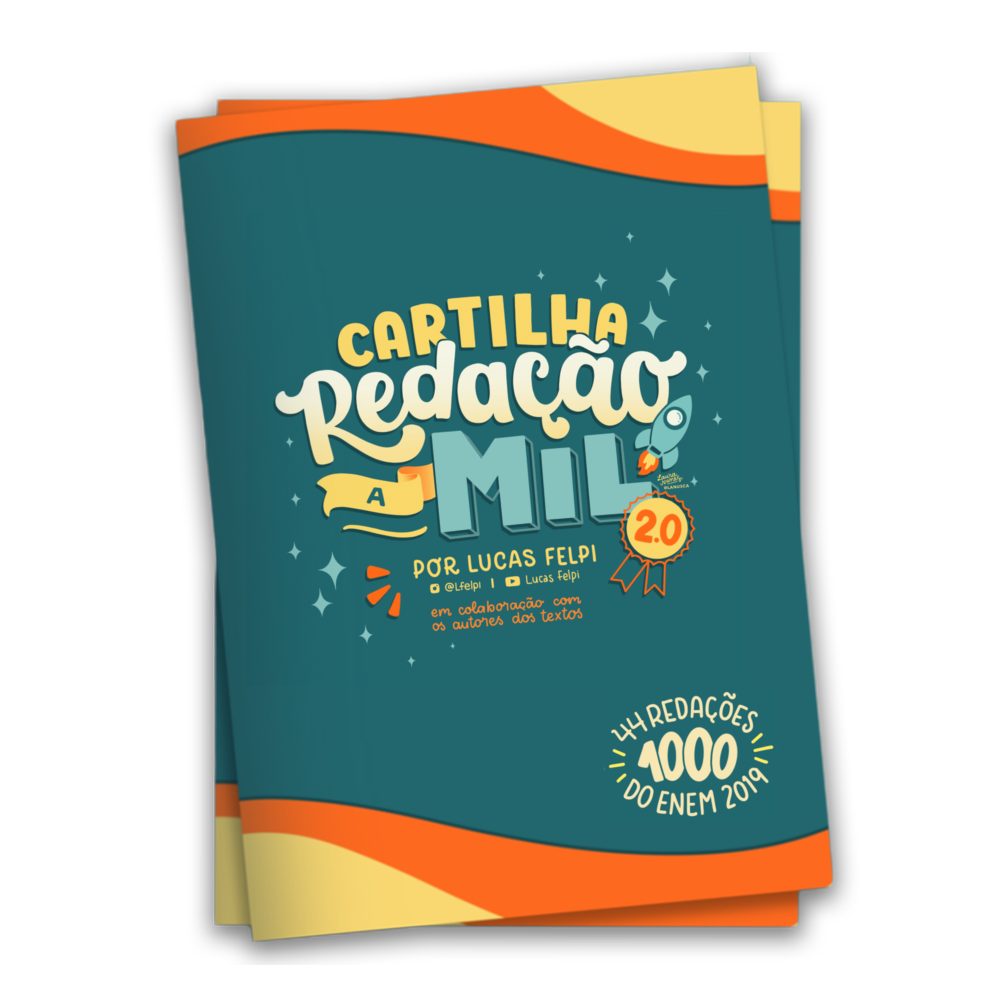 CARTILHA
Redação
A MIL
2.0
POR LUCAS FELPI
@Lfelpi | Lucas Felpi
em colaboração com
os autores dos textos
44 REDAÇÕES
1000
DO ENEM 2019